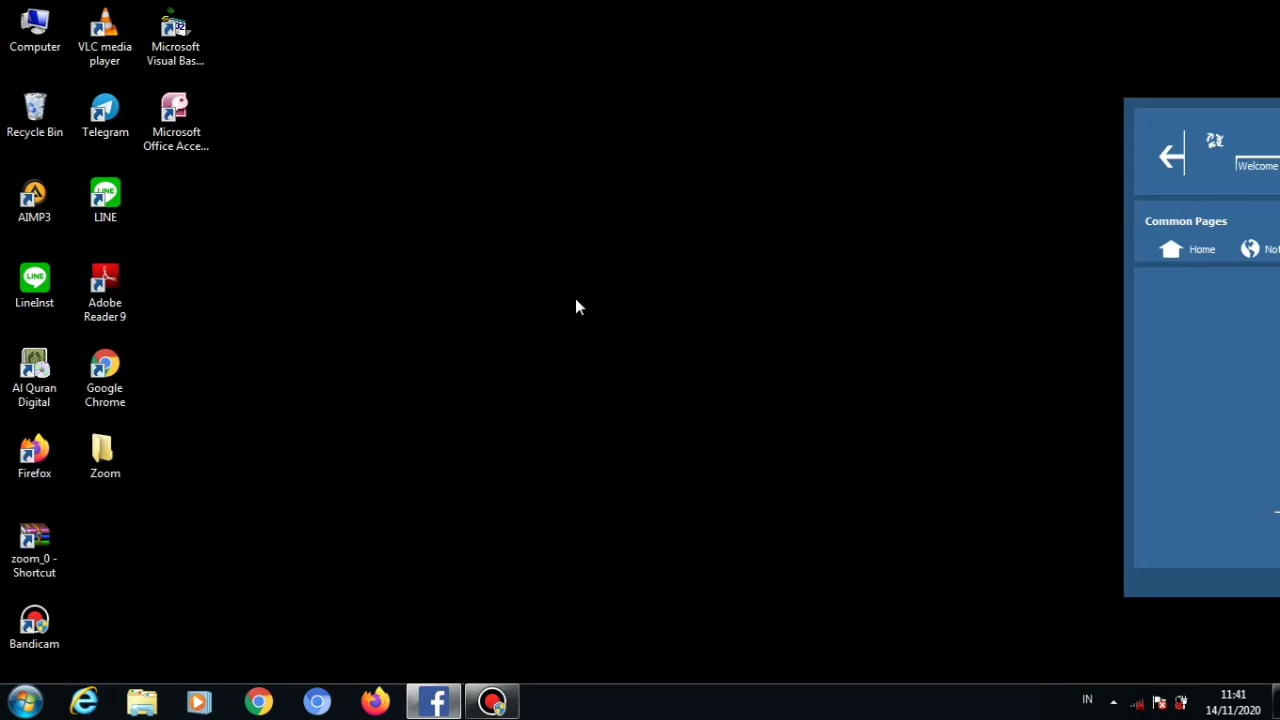 Computer
VLC media
player
Microsoft
Visual Bas...
Recycle Bin
Telegram
Microsoft
Office Acce...
AIMP3
LINE
LineInst
Adobe
Reader 9
Al Quran
Digital
Google
Chrome
Firefox
Zoom
zoom_0 -
Shortcut
Bandicam
Welcome
Common Pages
Home
Not
IN
11:41
14/11/2020